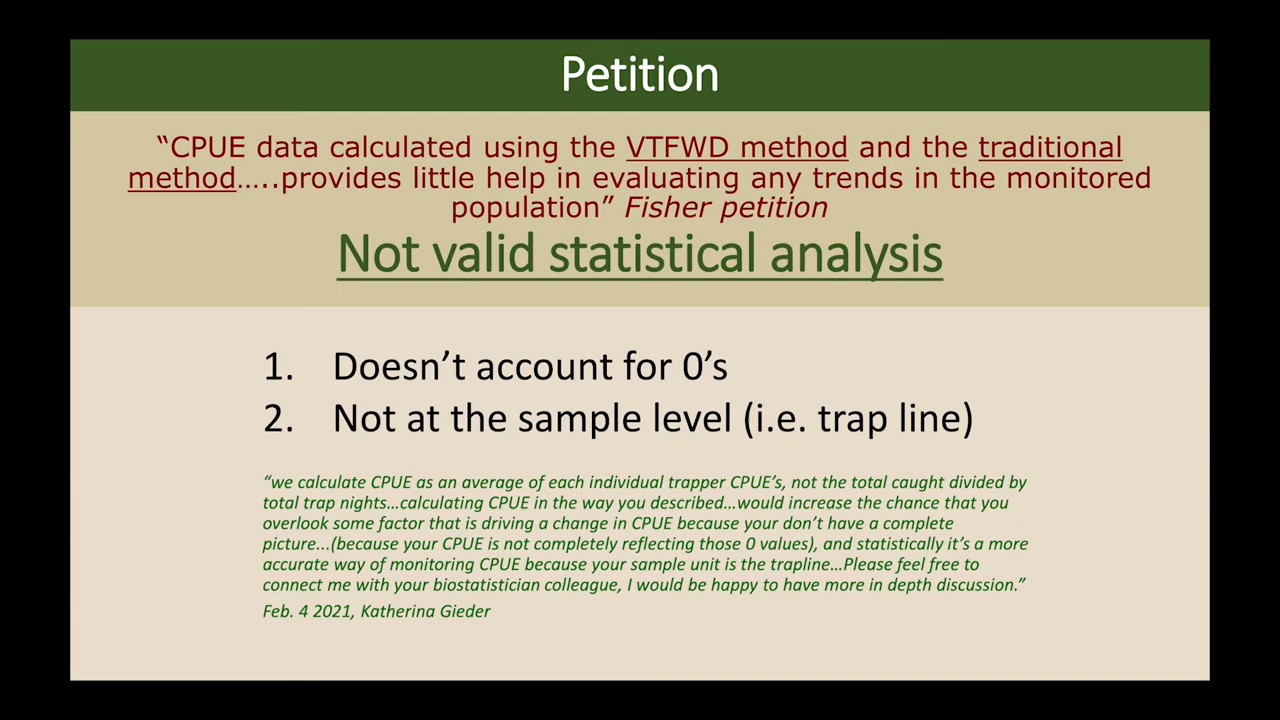 Petition
“CPUE data calculated using the VTFWD method and the traditional
method…..provides little help in evaluating any trends in the monitored
population” Fisher petition
Not valid statistical analysis
1. Doesn’t account for 0’s
2. Not at the sample level (i.e. trap line)
“we calculate CPUE as an average of each individual trapper CPUE’s, not the total caught divided by
total trap nights…calculating CPUE in the way you described…would increase the chance that you
overlook some factor that is driving a change in CPUE because your don’t have a complete
picture...(because your CPUE is not completely reflecting those 0 values), and statistically it’s a more
accurate way of monitoring CPUE because your sample unit is the trapline…Please feel free to
connect me with your biostatistician colleague, I would be happy to have more in depth discussion.”
Feb. 4 2021, Katherina Gieder